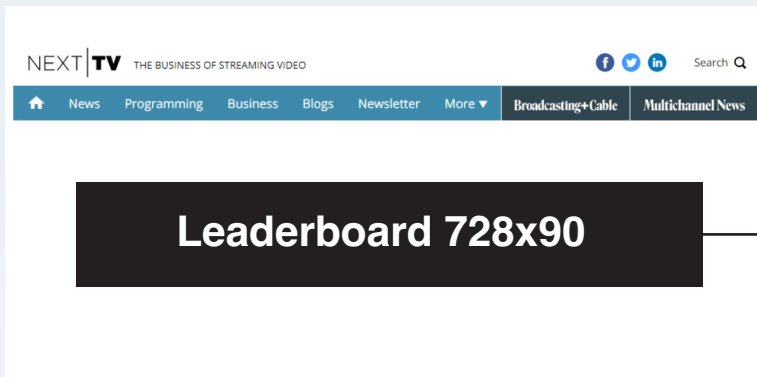 NEXT|TV THE BUSINESS OF STREAMING VIDEO
f in Search
News Programming Business Blogs Newsletter More ▼ Broadcasting+Cable Multichannel News
Leaderboard 728x90